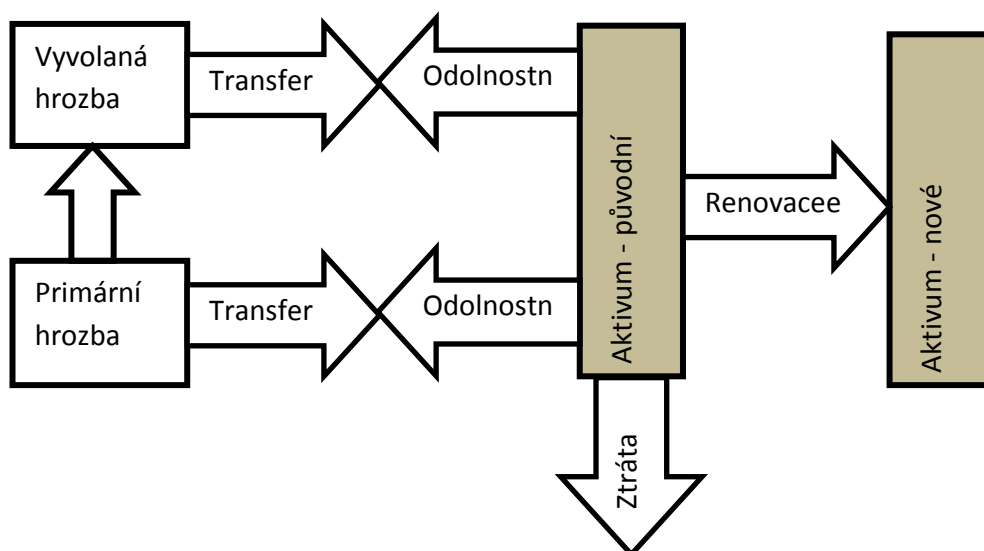 Vyvolaná
hrozba
Transfer
Odolnostn
Aktivum - původní
Renovacee
Aktivum - nové
Primární
hrozba
Transfer
Odolnostn
Ztráta